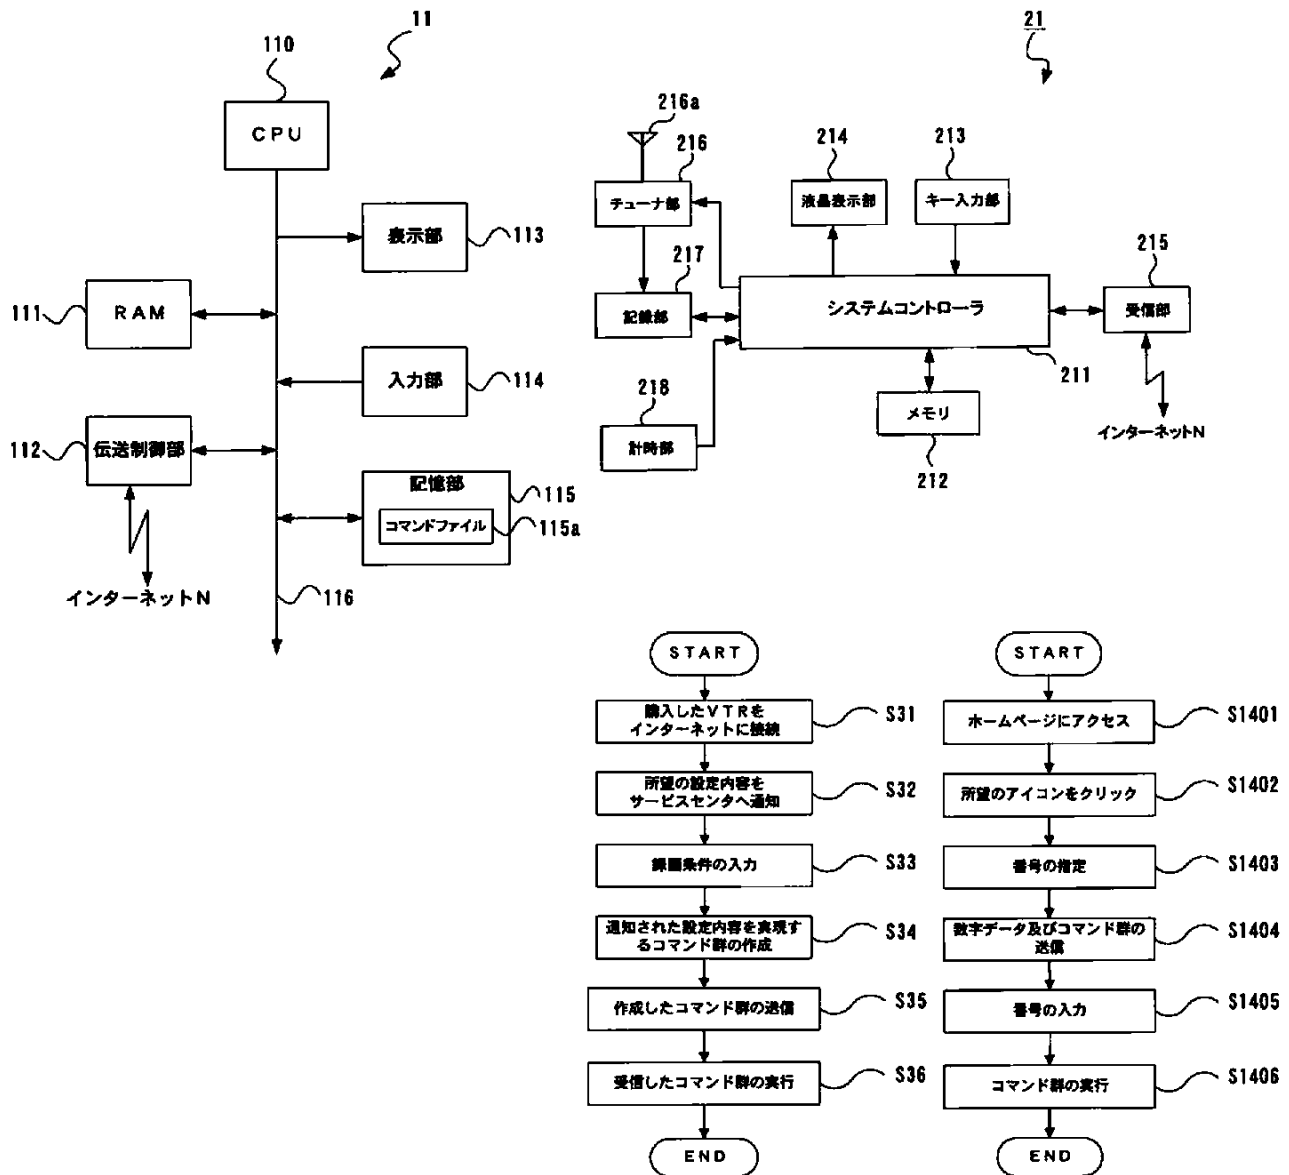 11
110
CPU
表示部
113
111
RAM
入力部
114
112
伝送制御部
記憶部
115
コマンドファイル
115a
インターネットN
116
21
216a
216
チューナ部
214
液晶表示部
213
キー入力部
217
記録部
システムコントローラ
211
215
受信部
218
計時部
メモリ
212
インターネットN
START
購入したVTRを
インターネットに接続
S31
所望の設定内容を
サービスセンタへ通知
S32
録画条件の入力
S33
通知された設定内容を実現す
るコマンド群の作成
S34
作成したコマンド群の送信
S35
受信したコマンド群の実行
S36
END
START
ホームページにアクセス
S1401
所望のアイコンをクリック
S1402
番号の指定
S1403
数字データ及びコマンド群の
送信
S1404
番号の入力
S1405
コマンド群の実行
S1406
END